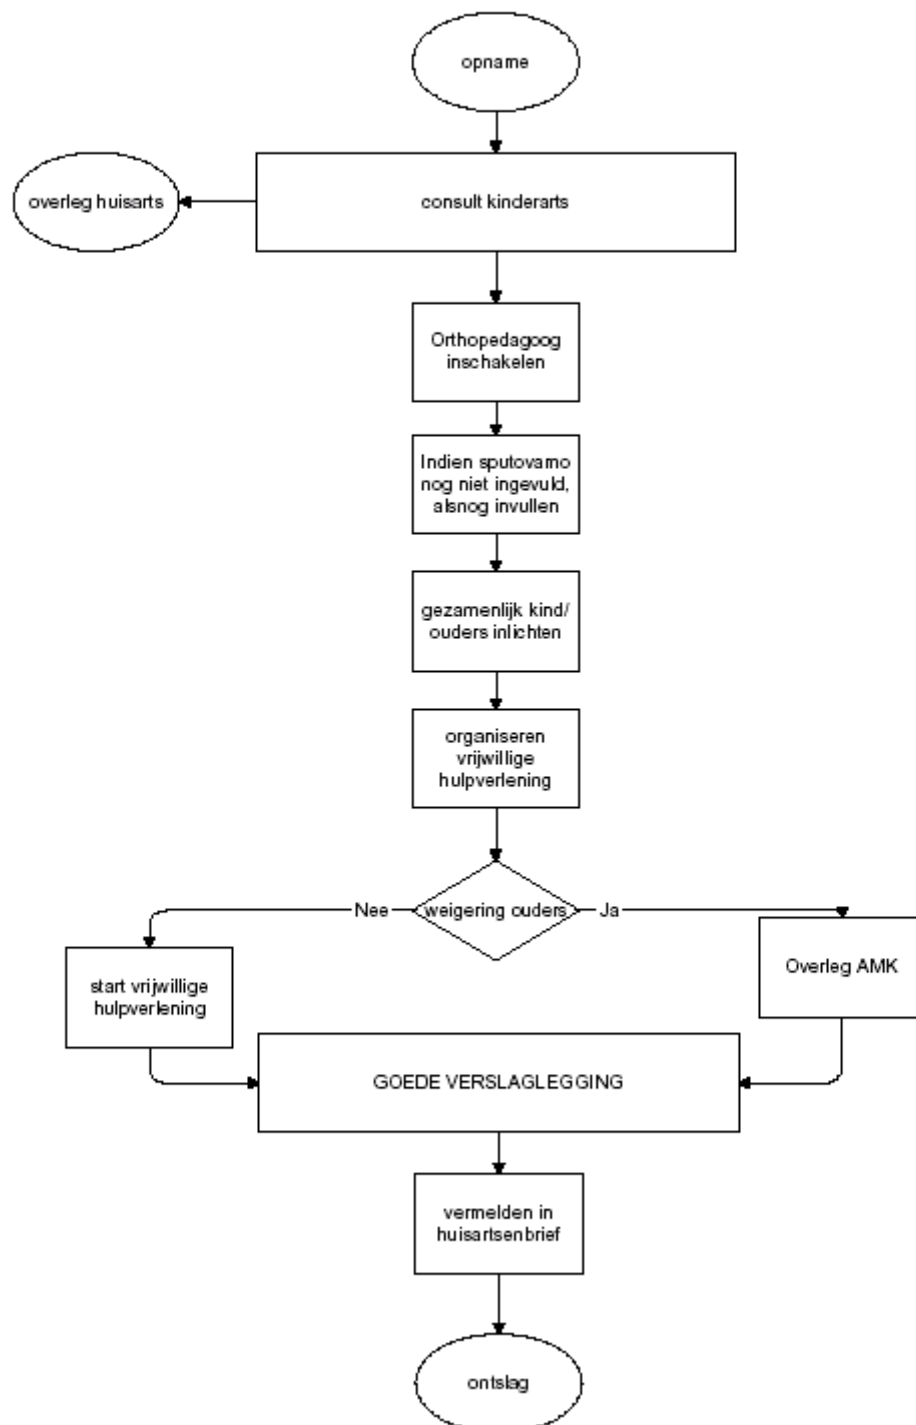 opname
overleg huisarts
consult kinderarts
Orthopedagoog
inschakelen
Indien sputovamo
nog niet ingevuld,
alsnog invullen
gezamenlijk kind/
ouders inlichten
organiseren
vrijwillige
hulpverlening
Nee
weigering ouders
Ja
start vrijwillige
hulpverlening
Overleg AMK
GOEDE VERSLAGLEGGING
vermelden in
huisartsenbrief
ontslag